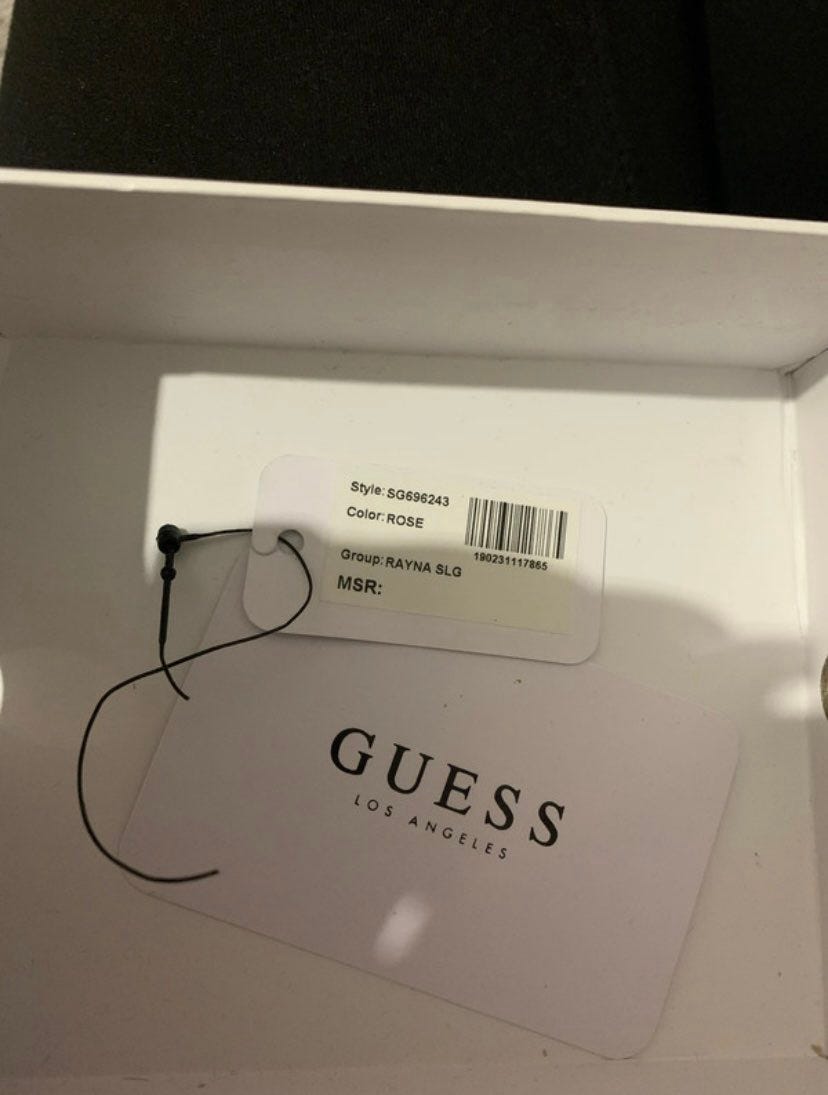 Style: SG696243
Color: ROSE
190231117865
Group: RAYNA SLG
MSR:
GUESS
LOS ANGELES